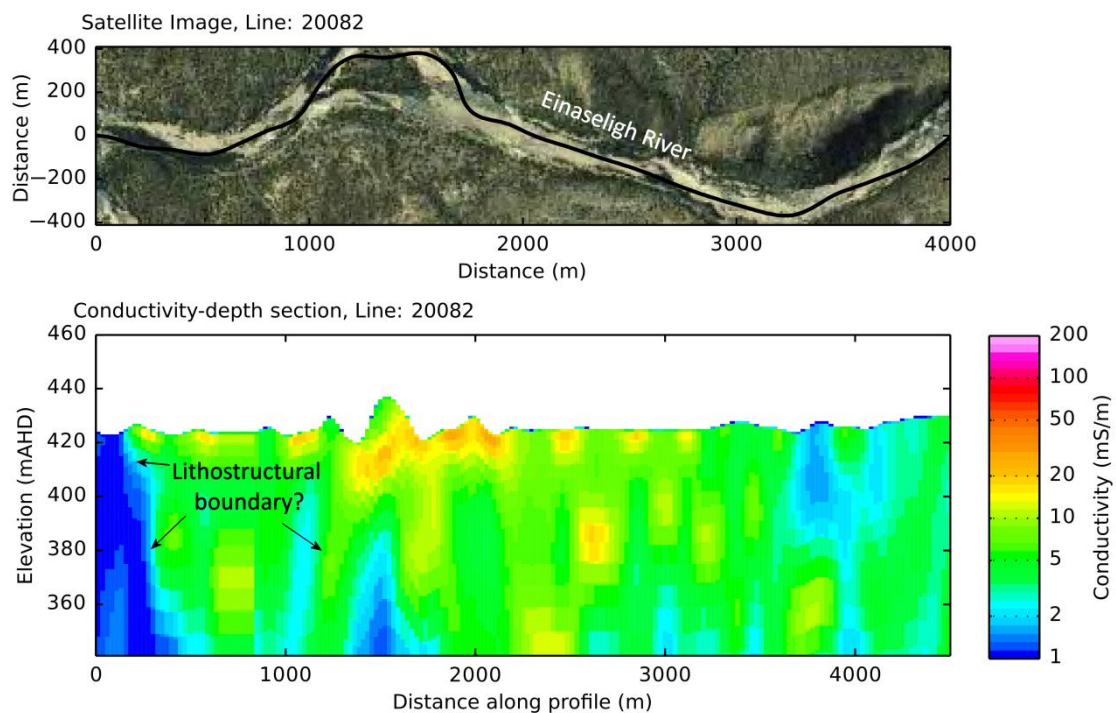 Satellite Image, Line: 20082
400
200
0
−200
−400
Distance (m)
Einaseligh River
0 1000 2000 3000 4000
Distance (m)
Conductivity-depth section, Line: 20082
460
440
420
400
380
360
Elevation (mAHD)
Lithostructural
boundary?
0 1000 2000 3000 4000
Distance along profile (m)
200
100
50
20
10
5
2
1
Conductivity (mS/m)